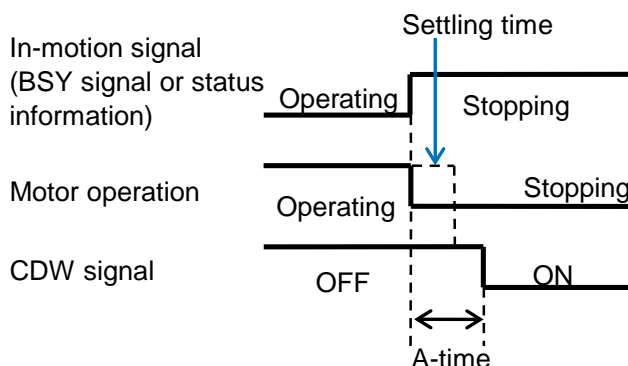 Settling time
In-motion signal
(BSY signal or status
information)
Operating
Stopping
Motor operation
Operating
Stopping
CDW signal
OFF
ON
A-time